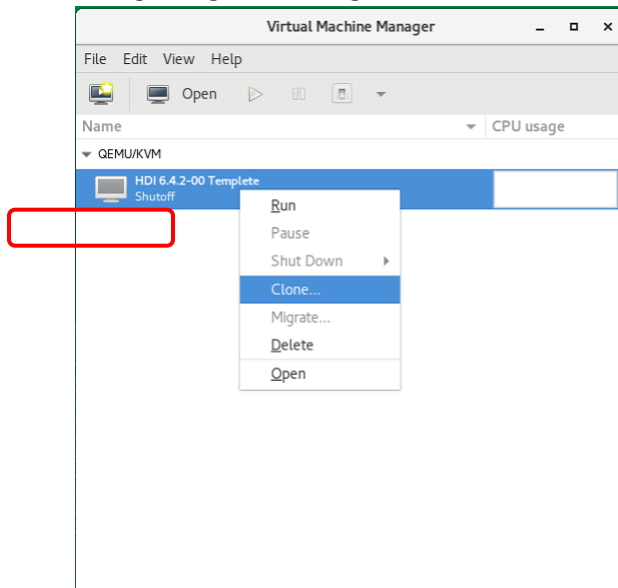 Virtual Machine Manager
File Edit View Help
Open
Name CPU usage
QEMU/KVM
HDI 6.4.2-00 Templete
Shutoff
Run
Pause
Shut Down
Clone...
Migrate...
Delete
Open